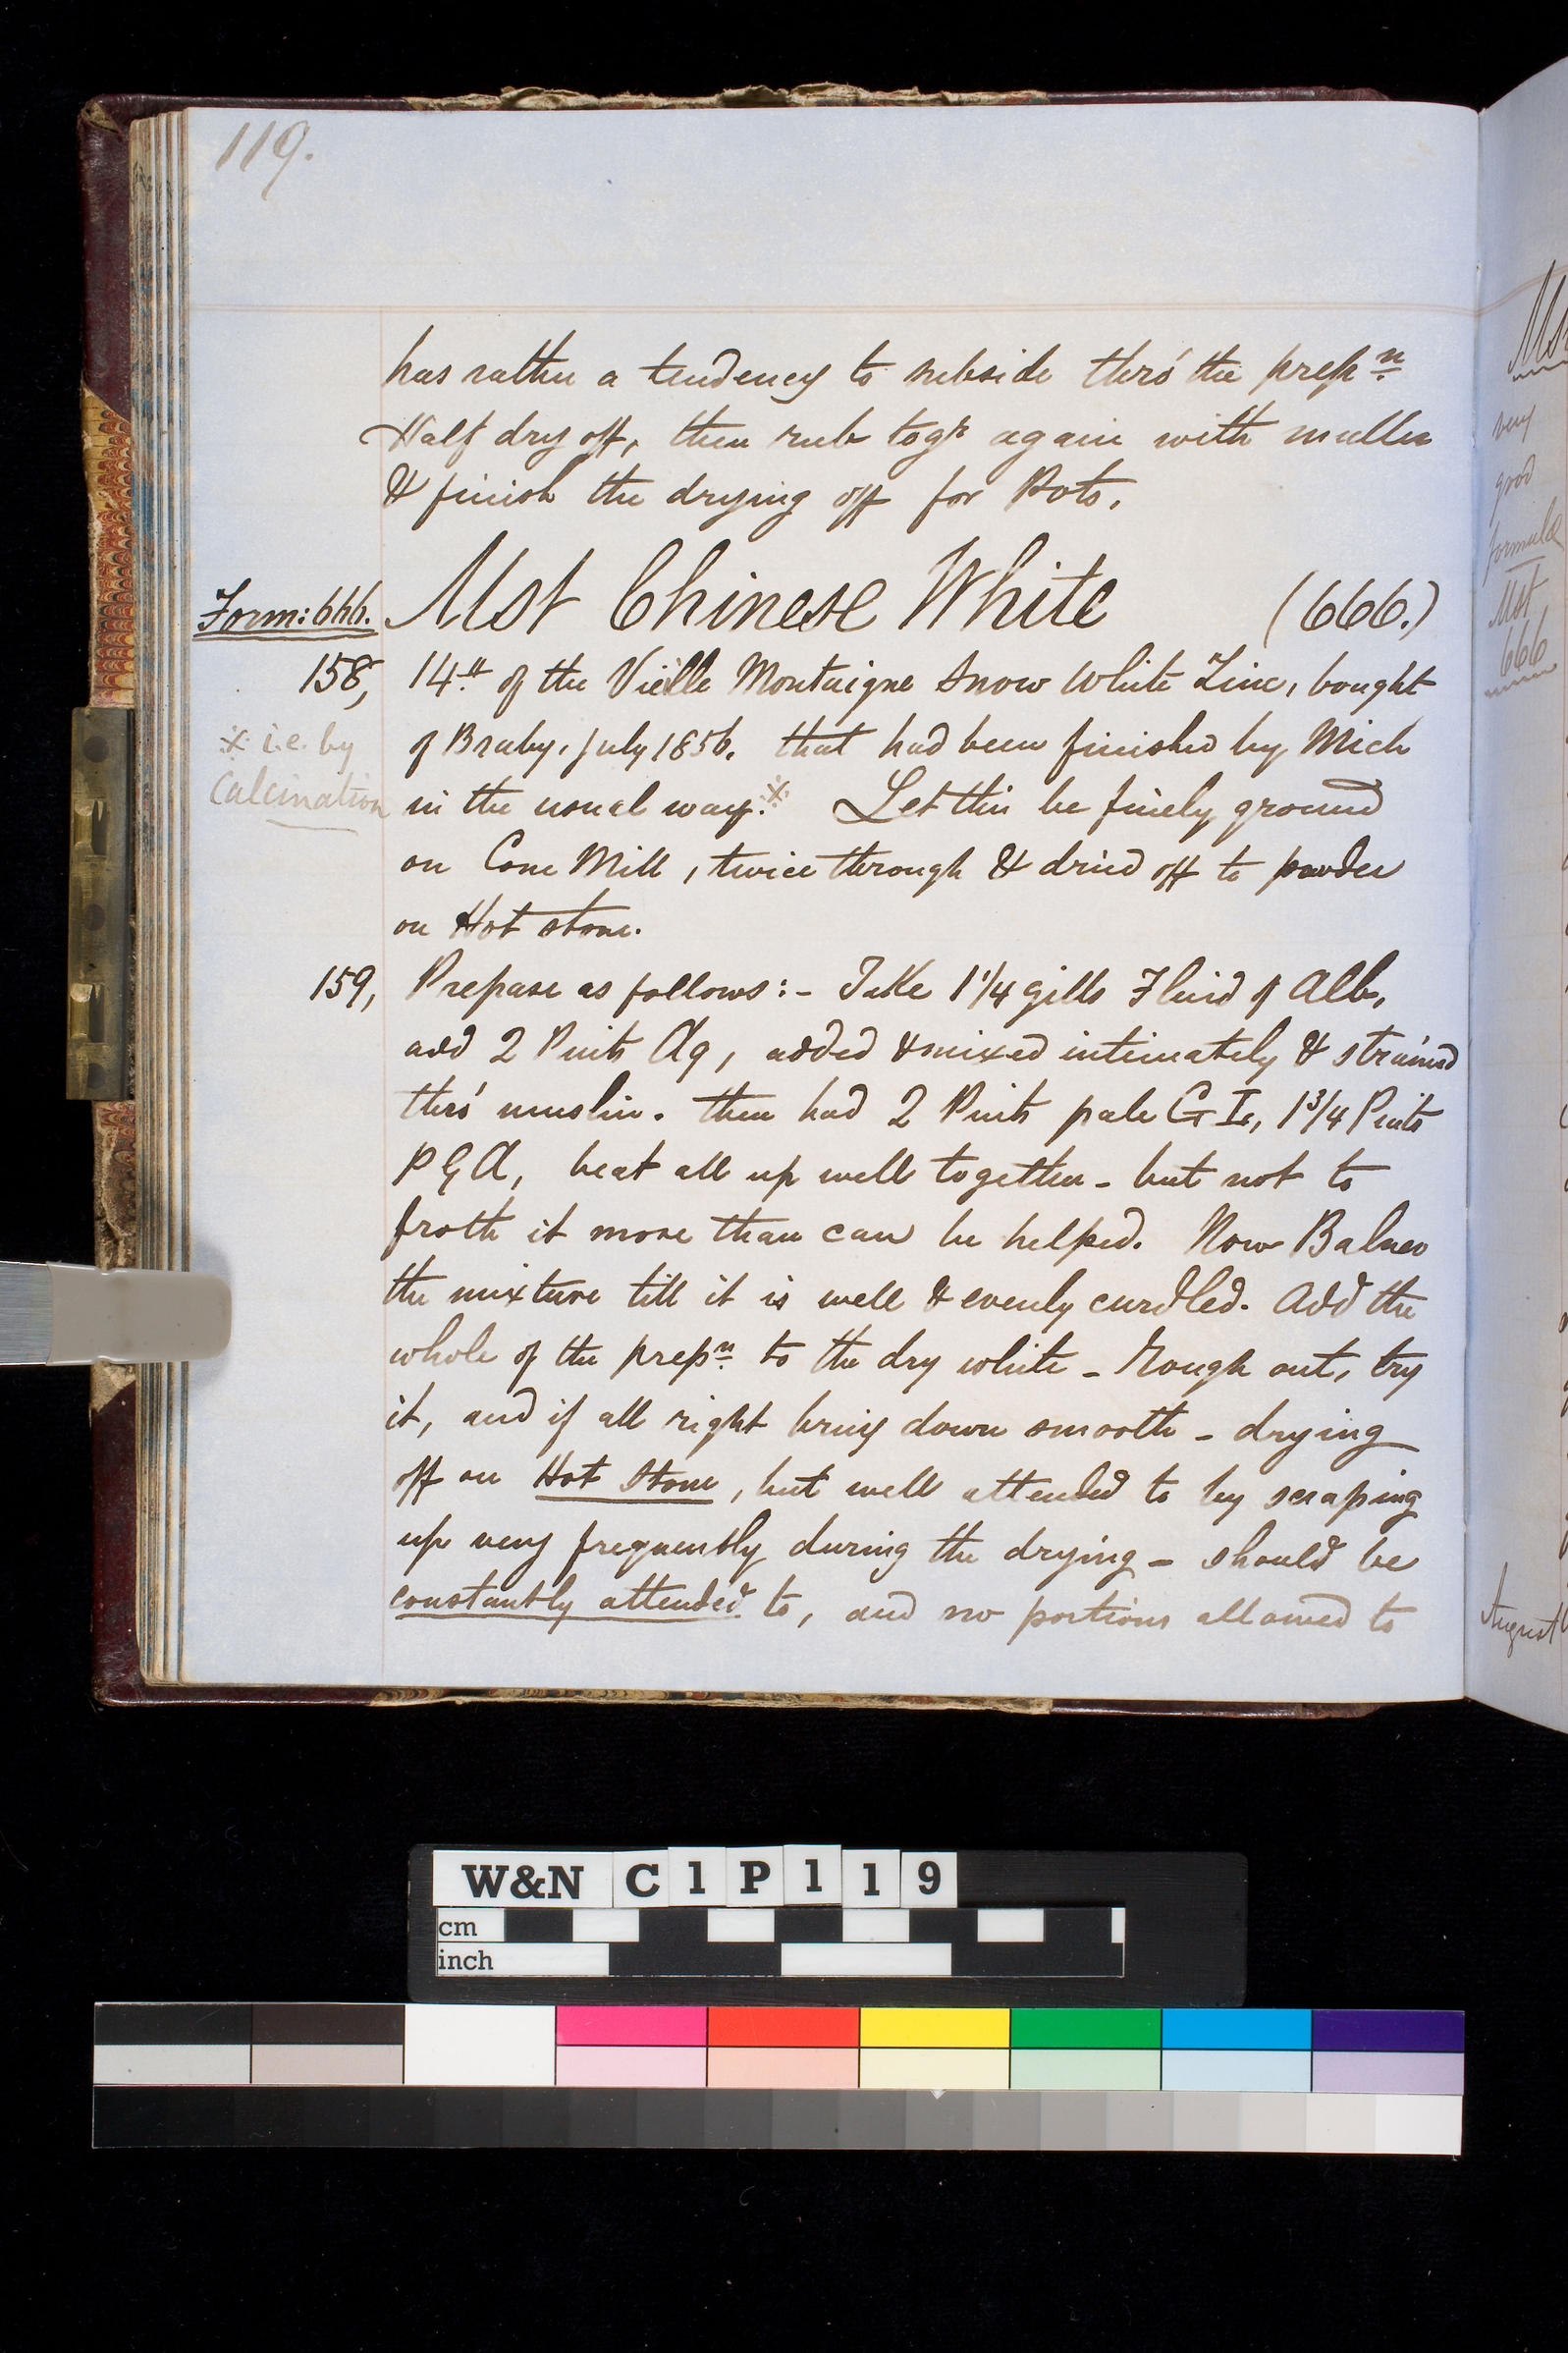 119.
has rather a tendency to subside thro' the prepn.
Half dry off, then rub togr again with muller
& finish the drying off for Pots.
Form: 666. Mst Chinese White (666.)
158, 14 lb of the Vielle Montaigne Snow White Zinc, bought
of Braby. July 1856. that had been finished by Mich
※ i.e. by
Calcination
in the usual way.※ Let this be finely ground
on Cone Mill, twice through & dried off to powder
on Hot stone.
159, Prepare as follows:- Take 1 1/4 gills Fluid of Alb,
add 2 Pints Aq, added & mixed intimately & strained
thro' muslin. then had 2 Pints pale G I, 1 3/4 Pints
P G A, beat all up well together - but not to
froth it more than can be helped. Now Balneo
the mixture till it is well & evenly curdled. Add the
whole of the prepn. to the dry white - Rough out, try
it, and if all right bring down smooth - drying
off on Hot Stone, but well attended to by scraping
up very frequently during the drying - should be
constantly attended to, and no portions allowed to
very
good
formula
Mst
666
August
W&N C1P119
cm
inch